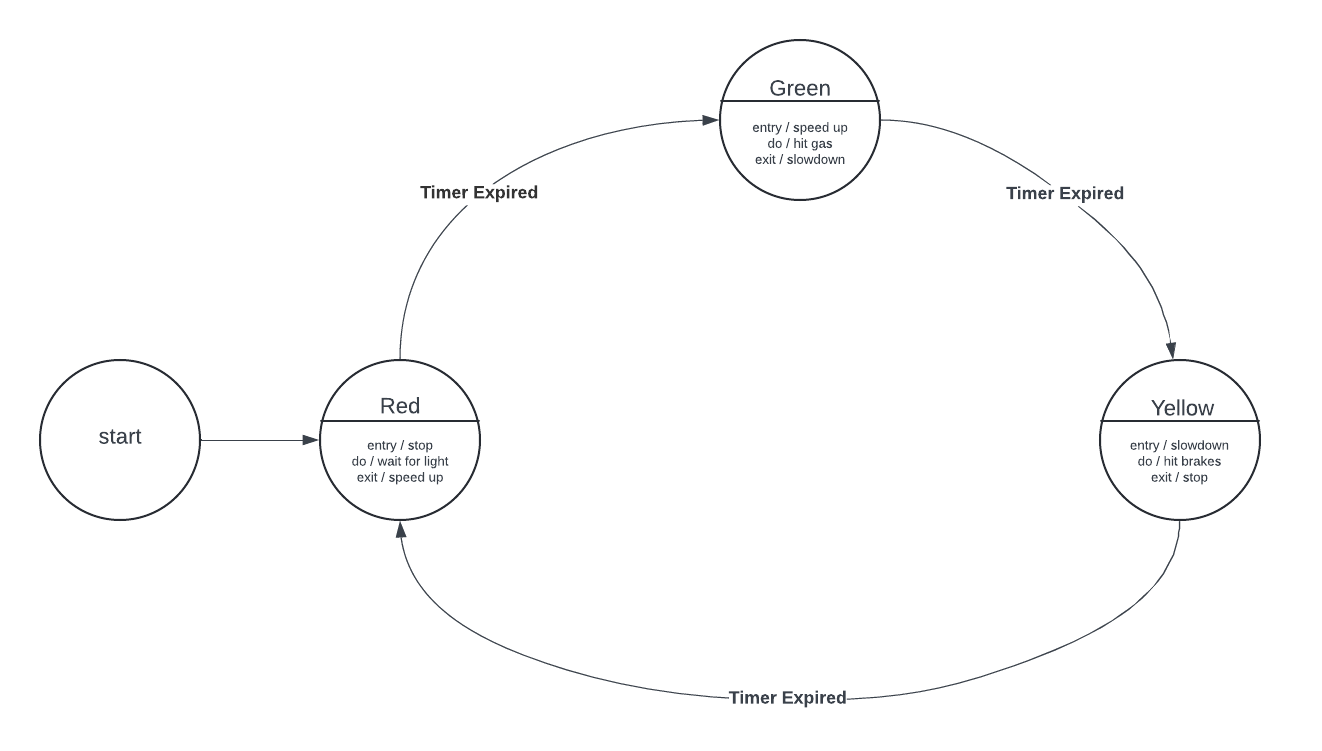 Green
entry / speed up
do / hit gas
exit / slowdown
Timer Expired
Timer Expired
start
Red
entry / stop
do / wait for light
exit / speed up
Yellow
entry / slowdown
do / hit brakes
exit / stop
Timer Expired